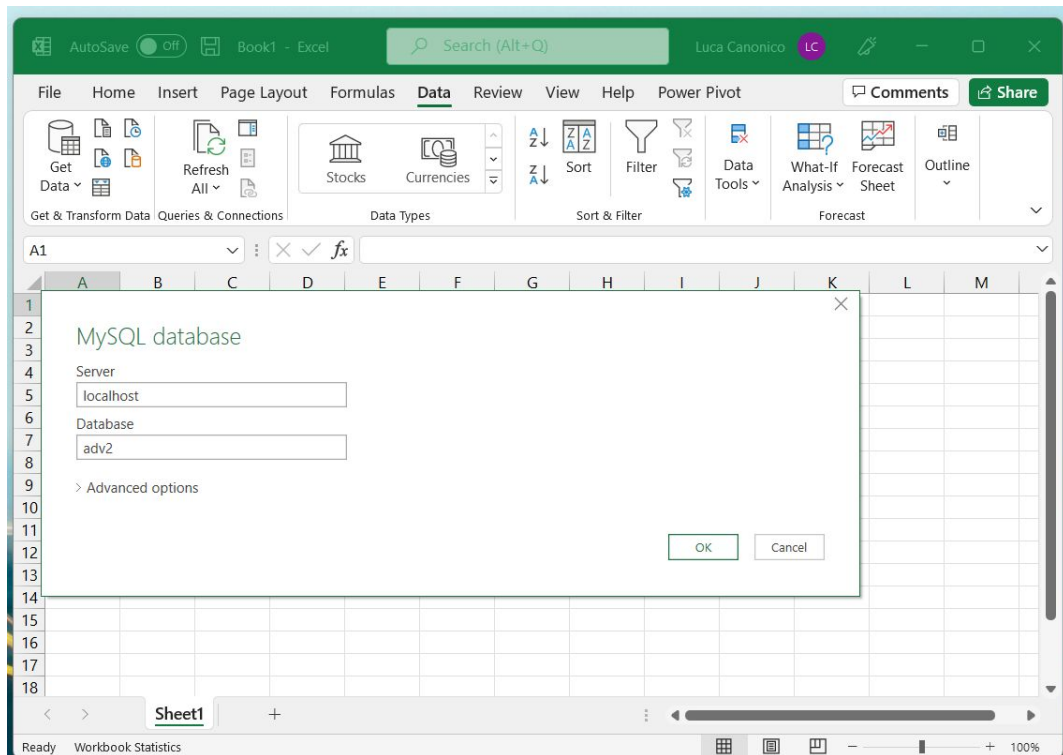 AutoSave Off Book1 - Excel Search (Alt+Q) Luca Canonico LC
File Home Insert Page Layout Formulas Data Review View Help Power Pivot Comments Share
Get Data
Refresh All
Stocks
Currencies
A Z
Z A
Z A A Z
Sort
Filter
Data Tools
What-If Analysis
Forecast Sheet
Outline
Get & Transform Data Queries & Connections Data Types Sort & Filter Forecast
A1 fx
A B C D E F G H I J K L M
1
2
3
4
5
6
7
8
9
10
11
12
13
14
15
16
17
18
MySQL database
Server
localhost
Database
adv2
Advanced options
OK Cancel
Sheet1
Ready Workbook Statistics 100%